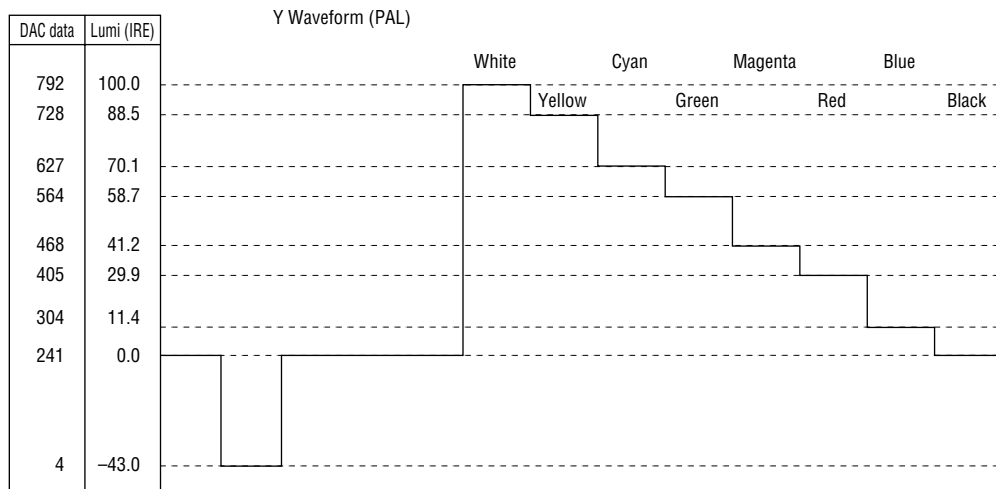 Y Waveform (PAL)
DAC data Lumi (IRE)
White Cyan Magenta Blue
792 100.0
Yellow Green Red Black
728 88.5
627 70.1
564 58.7
468 41.2
405 29.9
304 11.4
241 0.0
4 –43.0